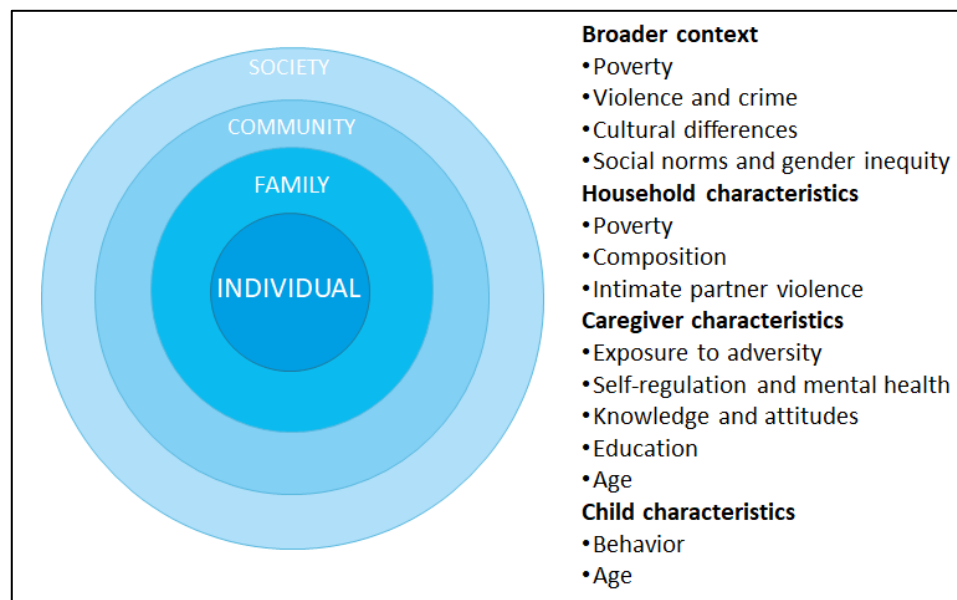 SOCIETY
COMMUNITY
FAMILY
INDIVIDUAL
Broader context
•Poverty
•Violence and crime
•Cultural differences
•Social norms and gender inequity
Household characteristics
•Poverty
•Composition
•Intimate partner violence
Caregiver characteristics
•Exposure to adversity
•Self-regulation and mental health
•Knowledge and attitudes
•Education
•Age
Child characteristics
•Behavior
•Age